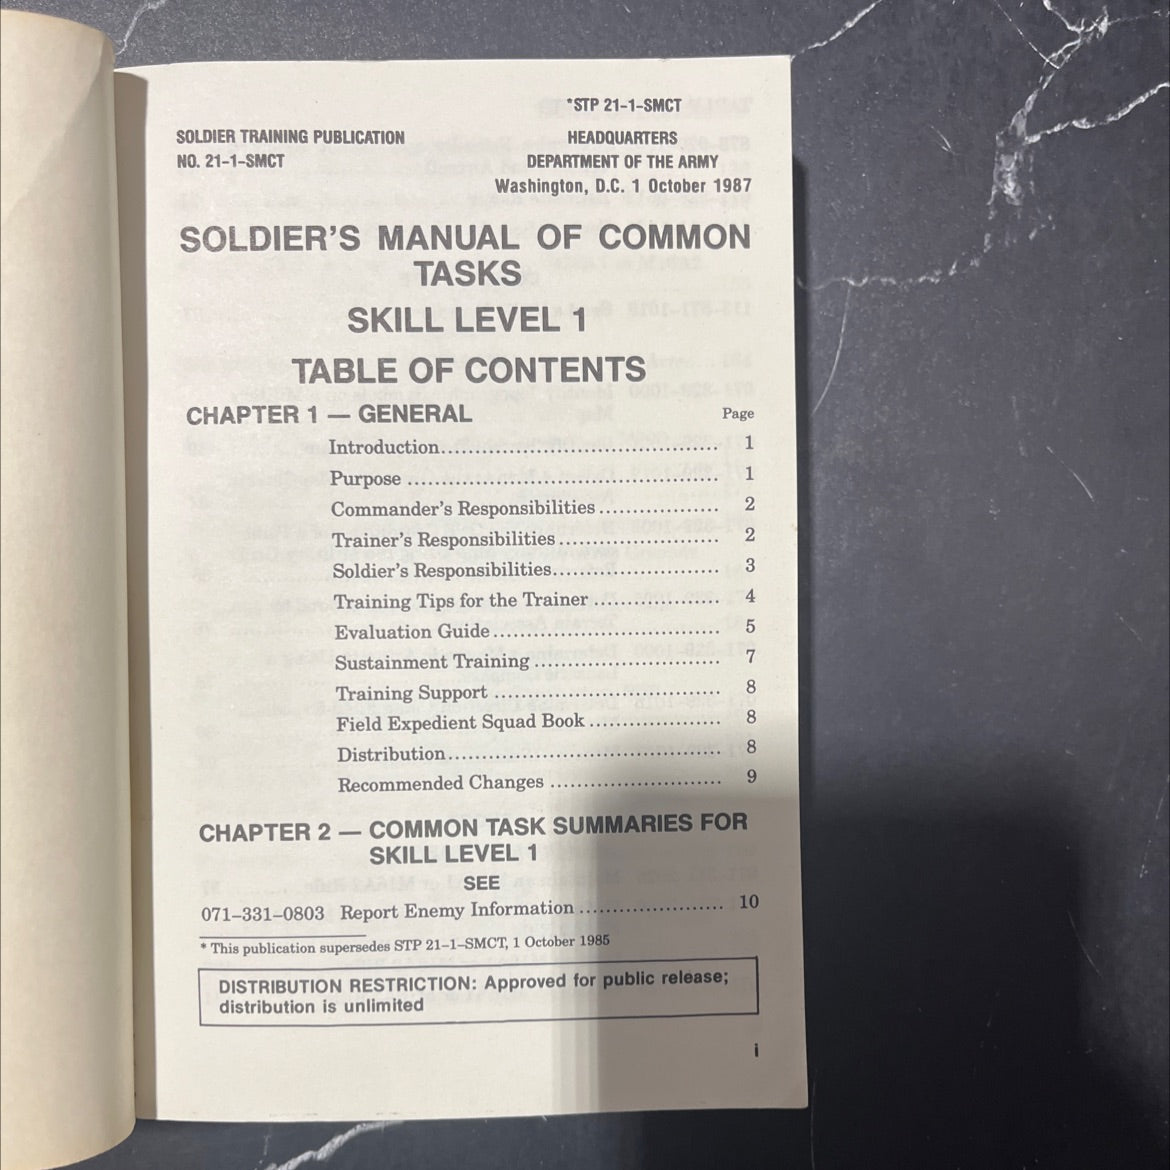 *STP 21-1-SMCT
SOLDIER TRAINING PUBLICATION HEADQUARTERS
NO. 21-1-SMCT DEPARTMENT OF THE ARMY
Washington, D.C. 1 October 1987
SOLDIER'S MANUAL OF COMMON
TASKS
SKILL LEVEL 1
TABLE OF CONTENTS
CHAPTER 1 — GENERAL Page
Introduction........................................ 1
Purpose ........................................ 1
Commander's Responsibilities.................. 2
Trainer's Responsibilities........................ 2
Soldier's Responsibilities........................ 3
Training Tips for the Trainer ................... 4
Evaluation Guide.................................. 5
Sustainment Training ............................ 7
Training Support .................................. 8
Field Expedient Squad Book.................... 8
Distribution........................................ 8
Recommended Changes .......................... 9
CHAPTER 2 — COMMON TASK SUMMARIES FOR
SKILL LEVEL 1
SEE
071-331-0803 Report Enemy Information ...................... 10
* This publication supersedes STP 21-1-SMCT, 1 October 1985
DISTRIBUTION RESTRICTION: Approved for public release;
distribution is unlimited
i